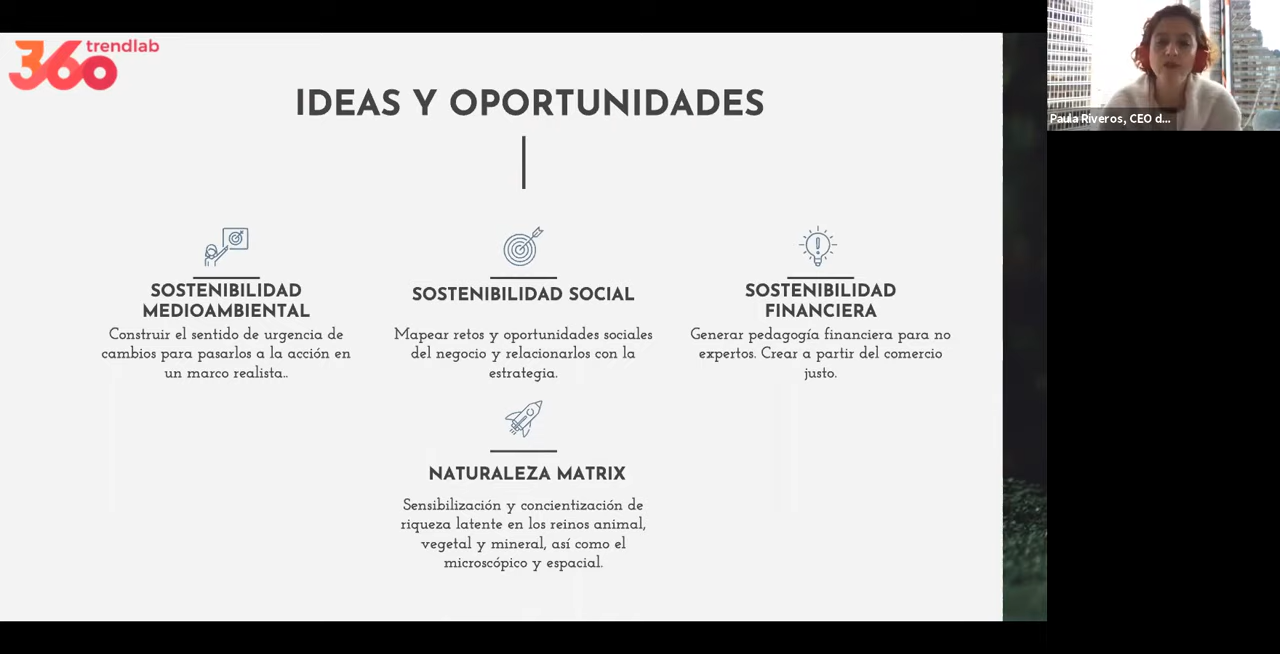 trendlab
360
IDEAS Y OPORTUNIDADES
SOSTENIBILIDAD
MEDIOAMBIENTAL
Construir el sentido de urgencia de
cambios para pasarlos a la acción en
un marco realista..
SOSTENIBILIDAD SOCIAL
Mapear retos y oportunidades sociales
del negocio y relacionarlos con la
estrategia.
SOSTENIBILIDAD
FINANCIERA
Generar pedagogía financiera para no
expertos. Crear a partir del comercio
justo.
NATURALEZA MATRIX
Sensibilización y concientización de
riqueza latente en los reinos animal,
vegetal y mineral, así como el
microscópico y espacial.
Paula Riveros, CEO d...